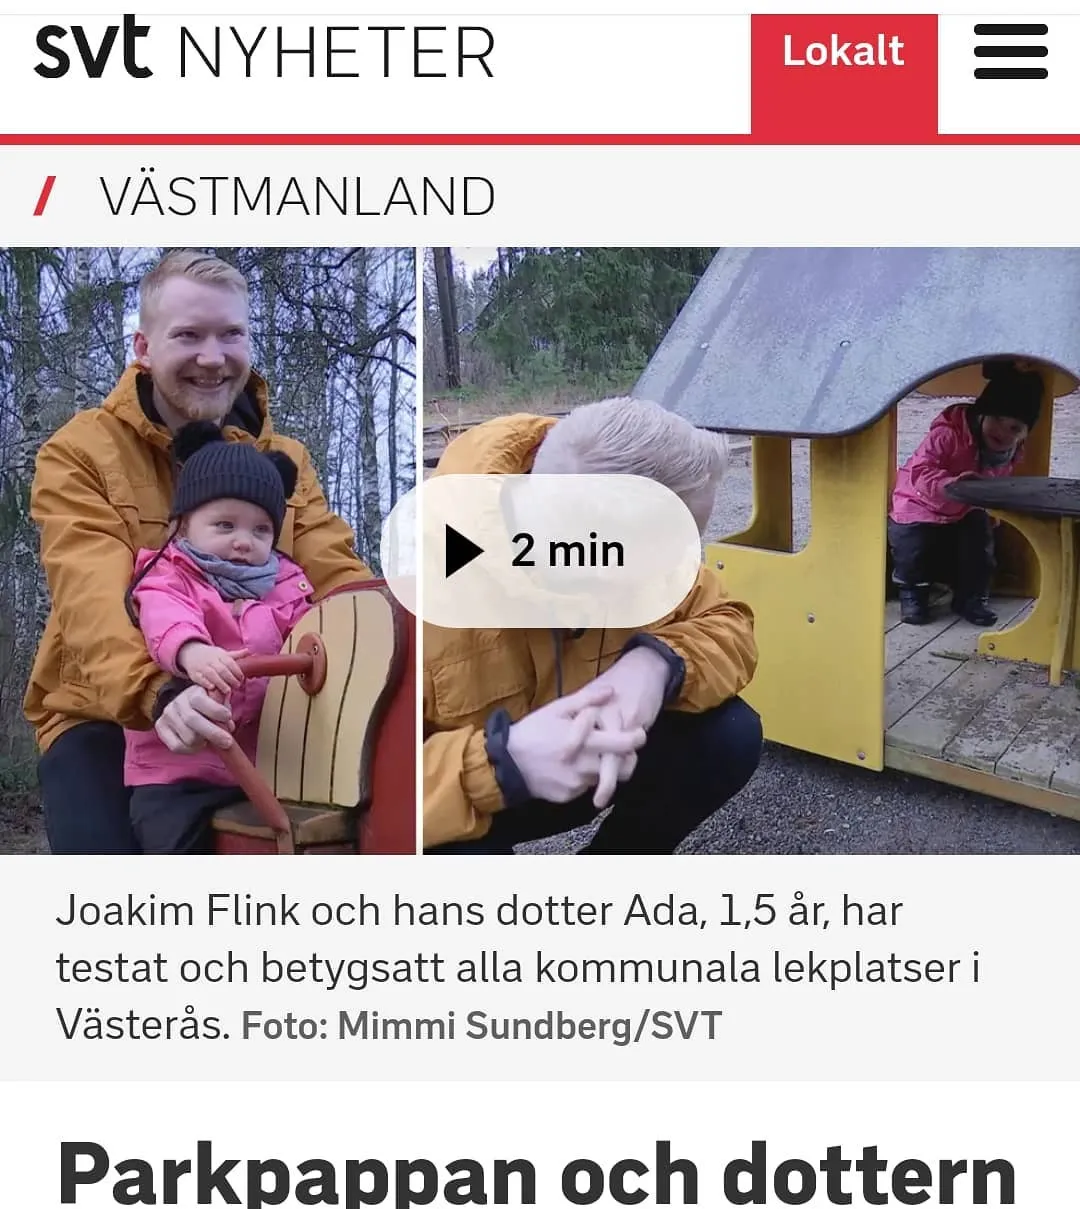 svt NYHETER
Lokalt
/ VÄSTMANLAND
2 min
Joakim Flink och hans dotter Ada, 1,5 år, har
testat och betygsatt alla kommunala lekplatser i
Västerås. Foto: Mimmi Sundberg/SVT
Parkpappan och dottern